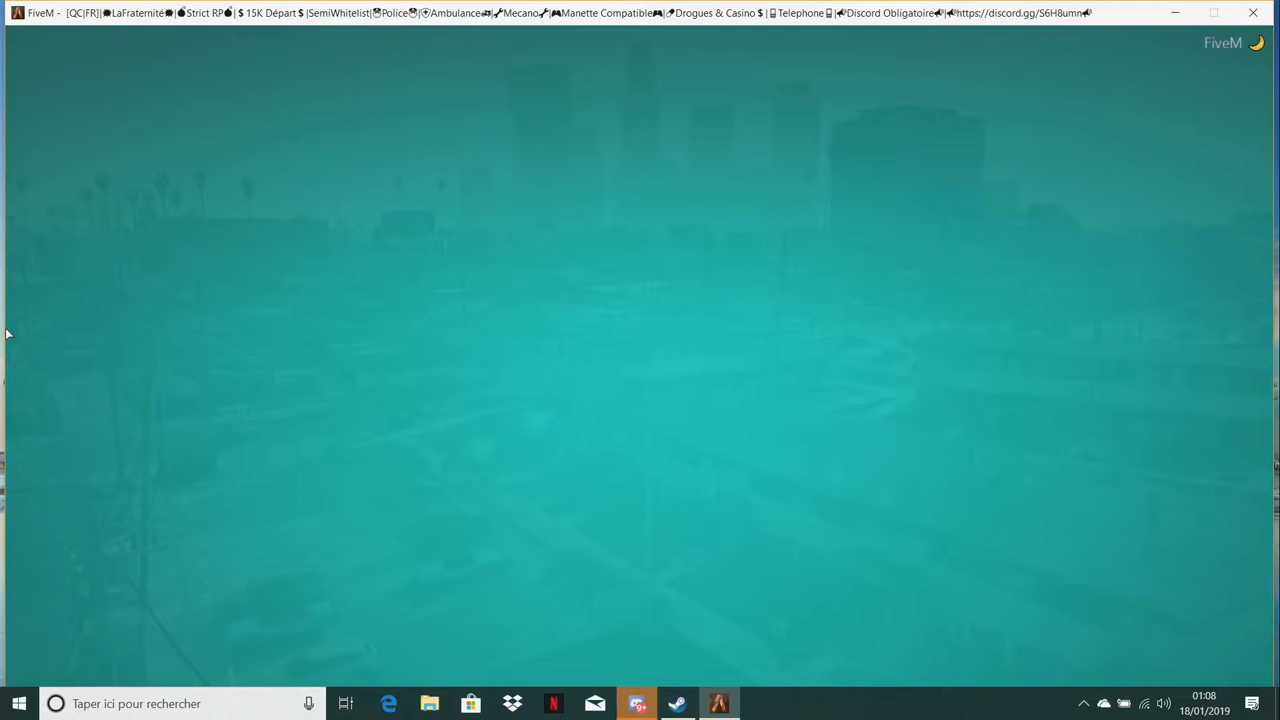 FiveM - [QC|FR]|✸LaFraternité✸|💣Strict RP💣|＄15K Départ＄|SemiWhitelist|👮Police👮|⛨Ambulance🚑|🔧Mecano🔧|🎮Manette Compatible🎮|💊Drogues & Casino＄|📱Telephone📱|📢Discord Obligatoire📢|📢https://discord.gg/S6H8umn📢
FiveM 🌙
Taper ici pour rechercher
N
9+
01:08
18/01/2019